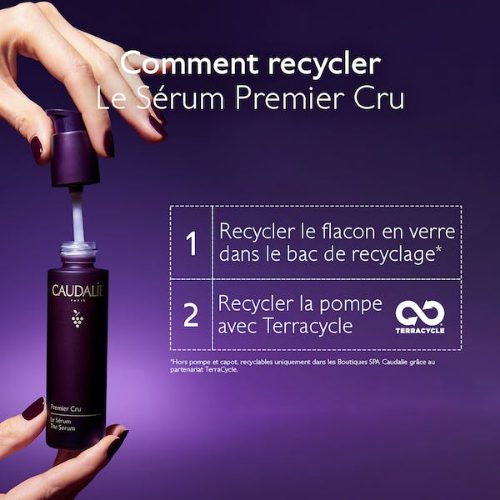 Comment recycler
Le Sérum Premier Cru
1
Recycler le flacon en verre
dans le bac de recyclage*
2
Recycler la pompe
avec Terracycle
TERRACYCLE
*Hors pompe et capot, recyclables uniquement dans les Boutiques SPA Caudalie grâce au
partenariat TerraCycle.
CAUDALIE
PARIS
Premier Cru
Le Sérum
The Serum